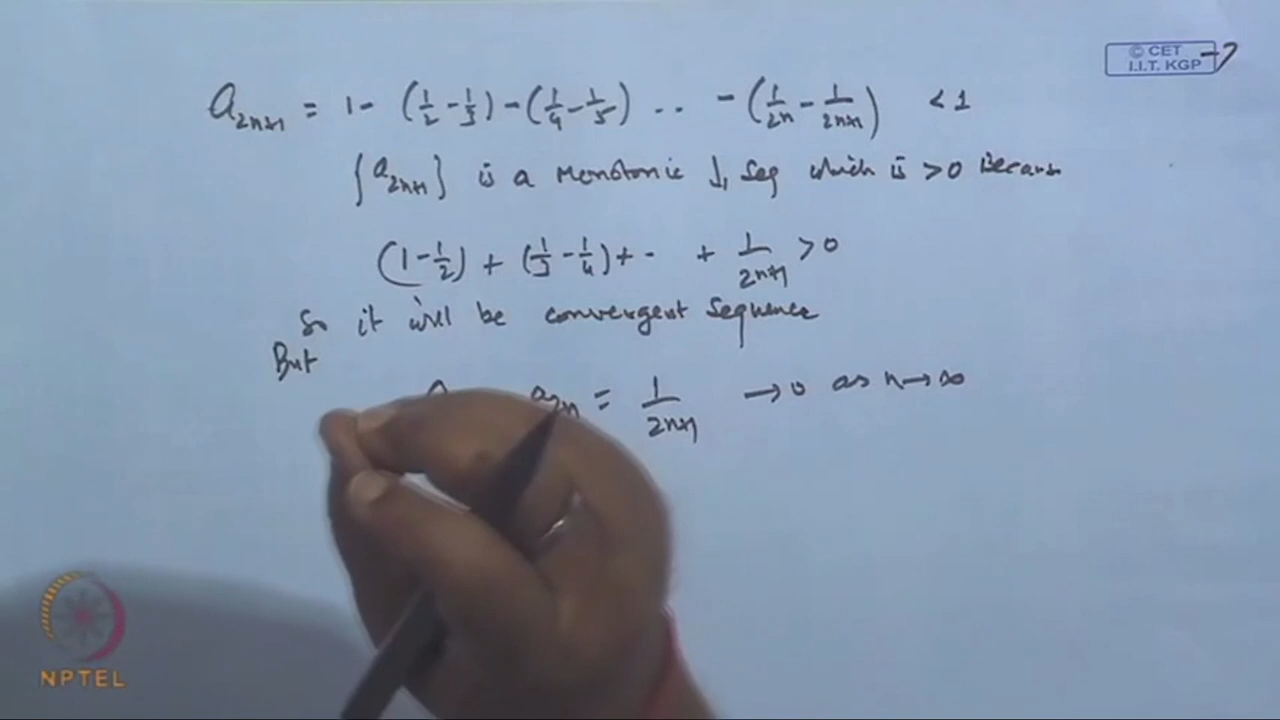 © CET
I.I.T. KGP
-7
a_{2n+1} = 1 - (1/2 - 1/3) - (1/4 - 1/5) .. - (1/2n - 1/2n+1) < 1
{a_{2n+1}} is a Monotonic ↓, Seq which is > 0 Because
(1 - 1/2) + (1/3 - 1/4) + .. + 1/2n+1 > 0
So it will be convergent Sequence
But
a_{2n} = 1/2n+1 → 0 as n → ∞
NPTEL